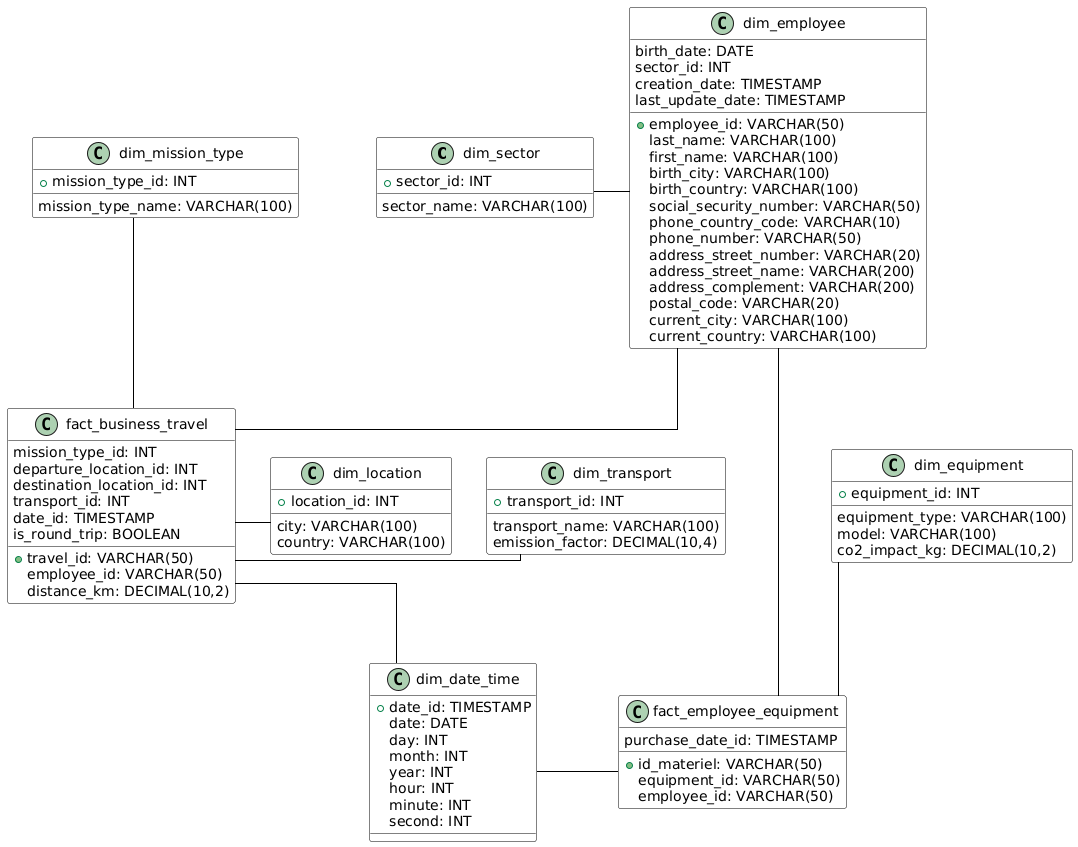 C dim_employee
birth_date: DATE
sector_id: INT
creation_date: TIMESTAMP
last_update_date: TIMESTAMP
employee_id: VARCHAR(50)
last_name: VARCHAR(100)
first_name: VARCHAR(100)
birth_city: VARCHAR(100)
birth_country: VARCHAR(100)
social_security_number: VARCHAR(50)
phone_country_code: VARCHAR(10)
phone_number: VARCHAR(50)
address_street_number: VARCHAR(20)
address_street_name: VARCHAR(200)
address_complement: VARCHAR(200)
postal_code: VARCHAR(20)
current_city: VARCHAR(100)
current_country: VARCHAR(100)
C dim_mission_type
mission_type_id: INT
mission_type_name: VARCHAR(100)
C dim_sector
sector_id: INT
sector_name: VARCHAR(100)
C fact_business_travel
mission_type_id: INT
departure_location_id: INT
destination_location_id: INT
transport_id: INT
date_id: TIMESTAMP
is_round_trip: BOOLEAN
travel_id: VARCHAR(50)
employee_id: VARCHAR(50)
distance_km: DECIMAL(10,2)
C dim_location
location_id: INT
city: VARCHAR(100)
country: VARCHAR(100)
C dim_transport
transport_id: INT
transport_name: VARCHAR(100)
emission_factor: DECIMAL(10,4)
C dim_equipment
equipment_id: INT
equipment_type: VARCHAR(100)
model: VARCHAR(100)
co2_impact_kg: DECIMAL(10,2)
C dim_date_time
date_id: TIMESTAMP
date: DATE
day: INT
month: INT
year: INT
hour: INT
minute: INT
second: INT
C fact_employee_equipment
purchase_date_id: TIMESTAMP
id_materiel: VARCHAR(50)
equipment_id: VARCHAR(50)
employee_id: VARCHAR(50)